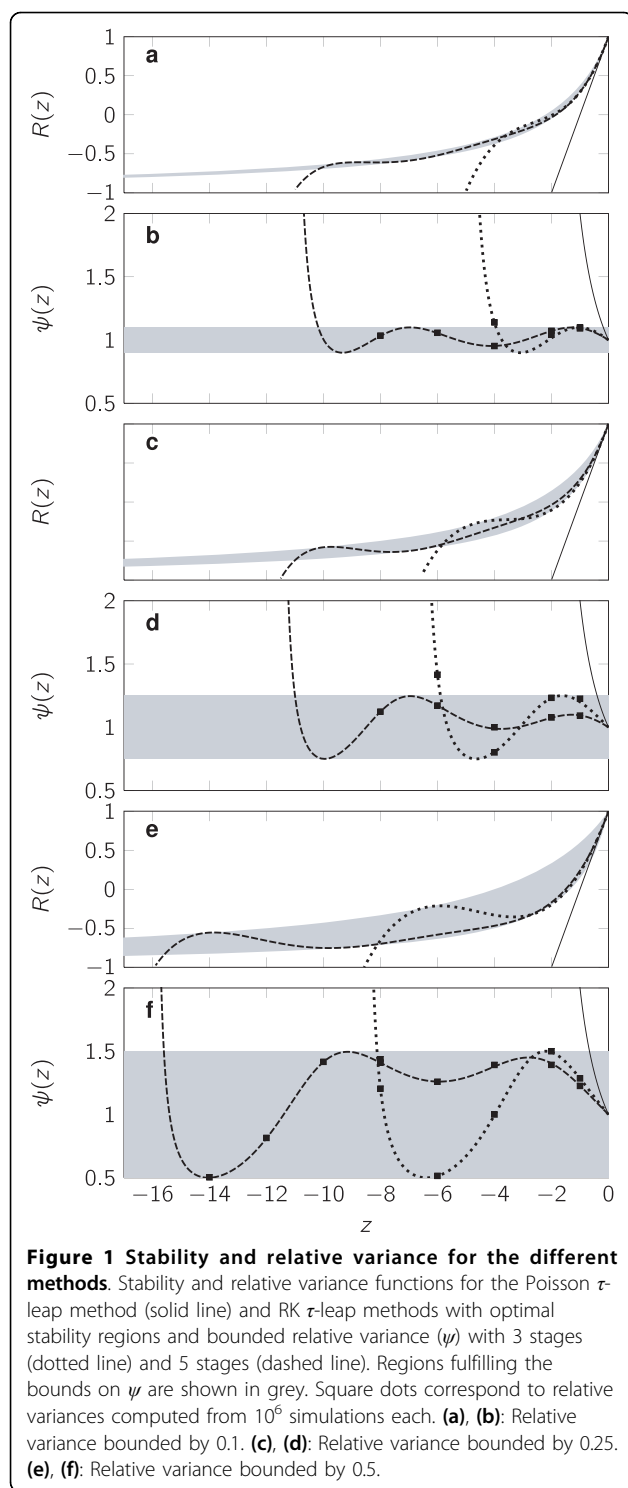 1
0.5
0
−0.5
−1
R(z)
a
2
1.5
1
0.5
ψ(z)
b
R(z)
c
2
1.5
1
0.5
ψ(z)
d
1
0.5
0
−0.5
−1
R(z)
e
2
1.5
1
0.5
ψ(z)
f
−16 −14 −12 −10 −8 −6 −4 −2 0
z
Figure 1 Stability and relative variance for the different
methods. Stability and relative variance functions for the Poisson τ-
leap method (solid line) and RK τ-leap methods with optimal
stability regions and bounded relative variance (ψ) with 3 stages
(dotted line) and 5 stages (dashed line). Regions fulfilling the
bounds on ψ are shown in grey. Square dots correspond to relative
variances computed from 10⁶ simulations each. (a), (b): Relative
variance bounded by 0.1. (c), (d): Relative variance bounded by 0.25.
(e), (f): Relative variance bounded by 0.5.